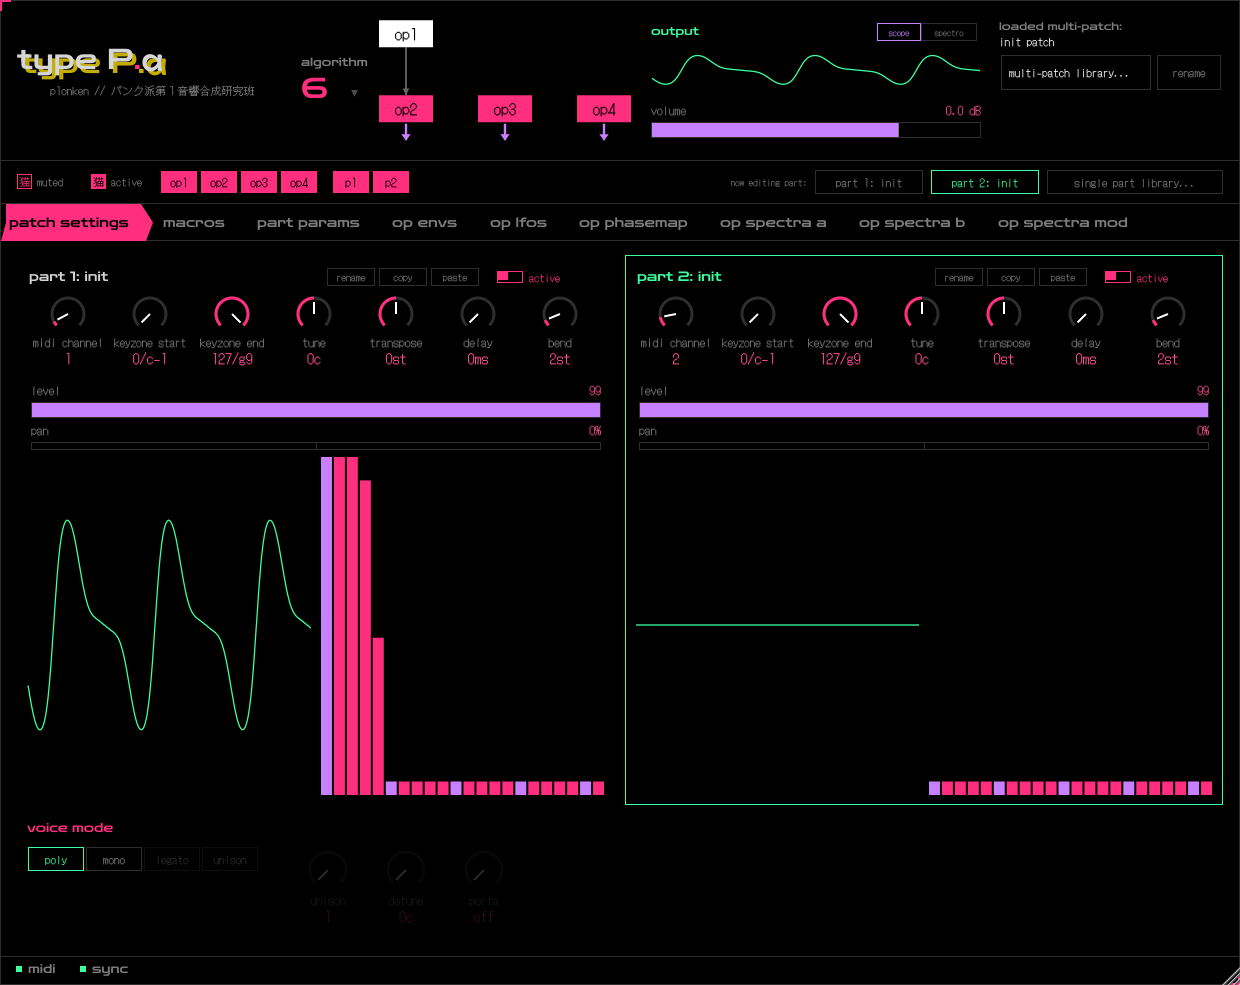 type P.a
plonken // パンク派第1音響合成研究班
algorithm
6
op1
op2
op3
op4
output
scope
spectro
volume
0.0 dB
loaded multi-patch:
init patch
multi-patch library...
rename
猫 muted
猫 active
op1 op2 op3 op4 p1 p2
now editing part:
part 1: init
part 2: init
single part library...
patch settings
macros
part params
op envs
op lfos
op phasemap
op spectra a
op spectra b
op spectra mod
part 1: init
rename
copy
paste
active
midi channel keyzone start keyzone end tune transpose delay bend
1 0/c-1 127/g9 0c 0st 0ms 2st
level 99
pan 0%
part 2: init
rename
copy
paste
active
midi channel keyzone start keyzone end tune transpose delay bend
2 0/c-1 127/g9 0c 0st 0ms 2st
level 99
pan 0%
voice mode
poly
mono
legato
unison
unison detune porta
1 0c off
midi
sync